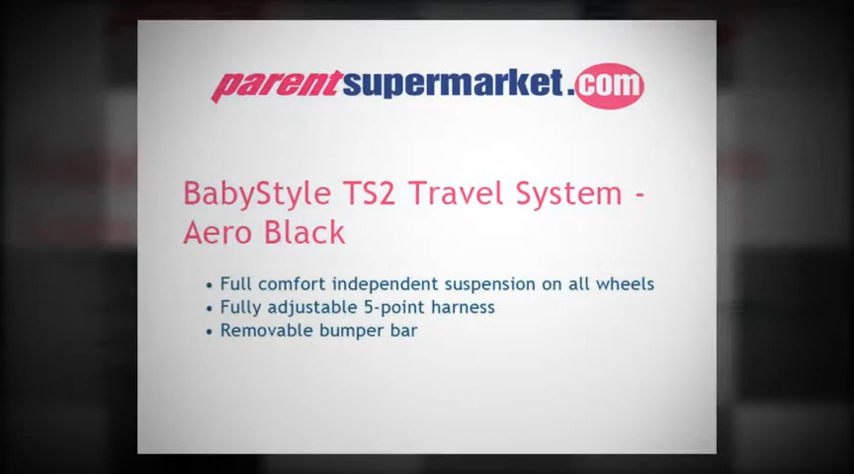 parentsupermarket.com
BabyStyle TS2 Travel System -
Aero Black
• Full comfort independent suspension on all wheels
• Fully adjustable 5-point harness
• Removable bumper bar